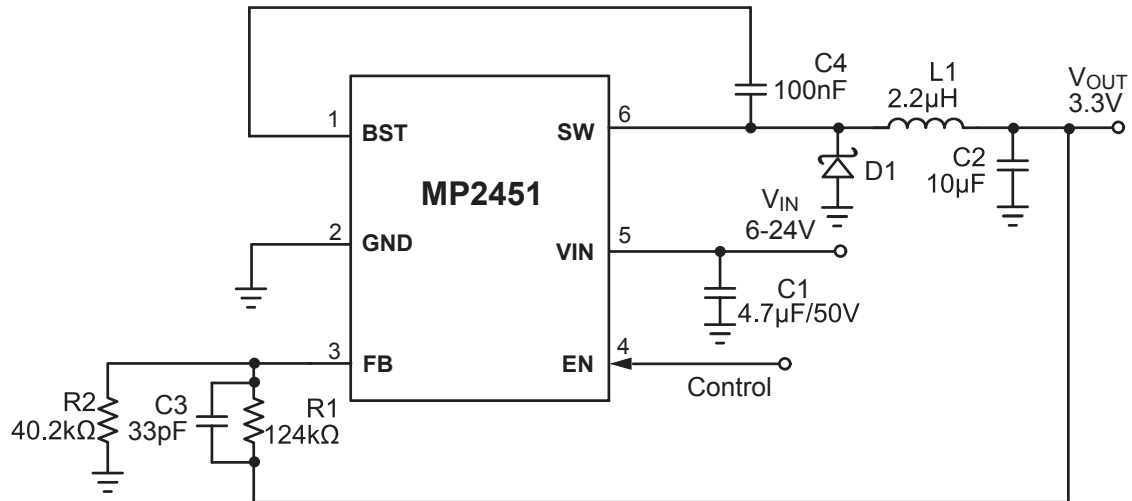 C4
100nF
L1
2.2µH
VOUT
3.3V
1
BST
SW
6
C2
10µF
D1
MP2451
VIN
6-24V
2
GND
VIN
5
C1
4.7µF/50V
3
FB
EN
4
Control
R2
40.2kΩ
C3
33pF
R1
124kΩ